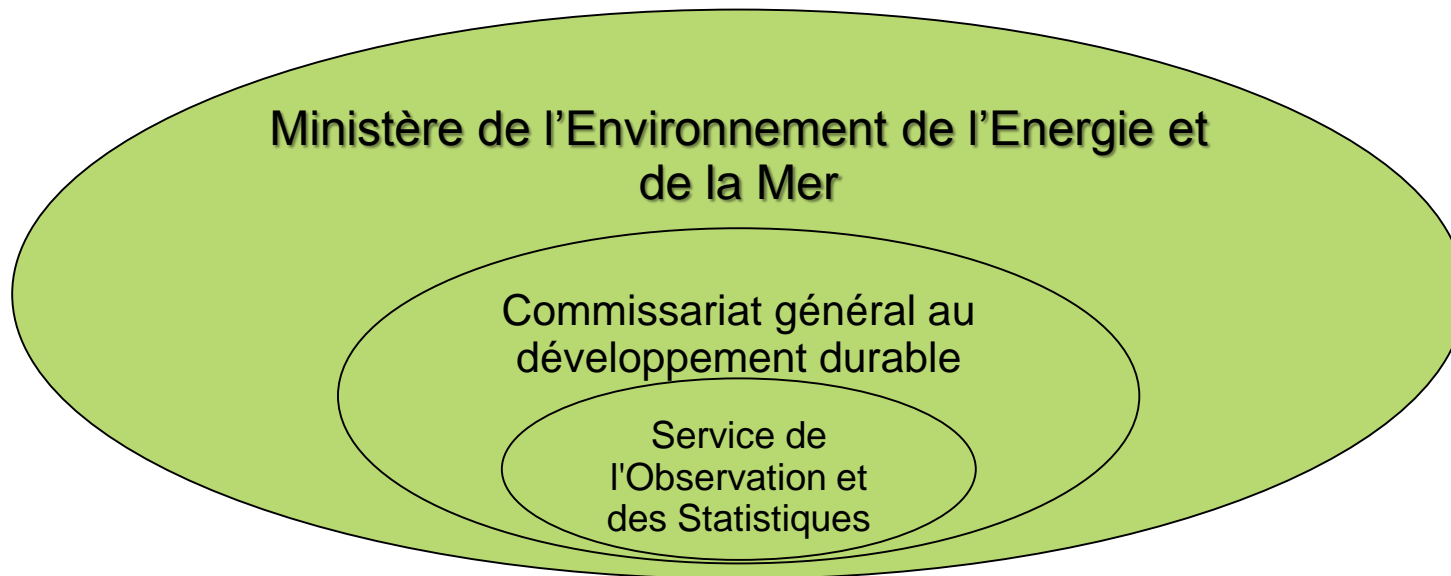 Ministère de l’Environnement de l’Energie et
de la Mer
Commissariat général au
développement durable
Service de
l'Observation et
des Statistiques